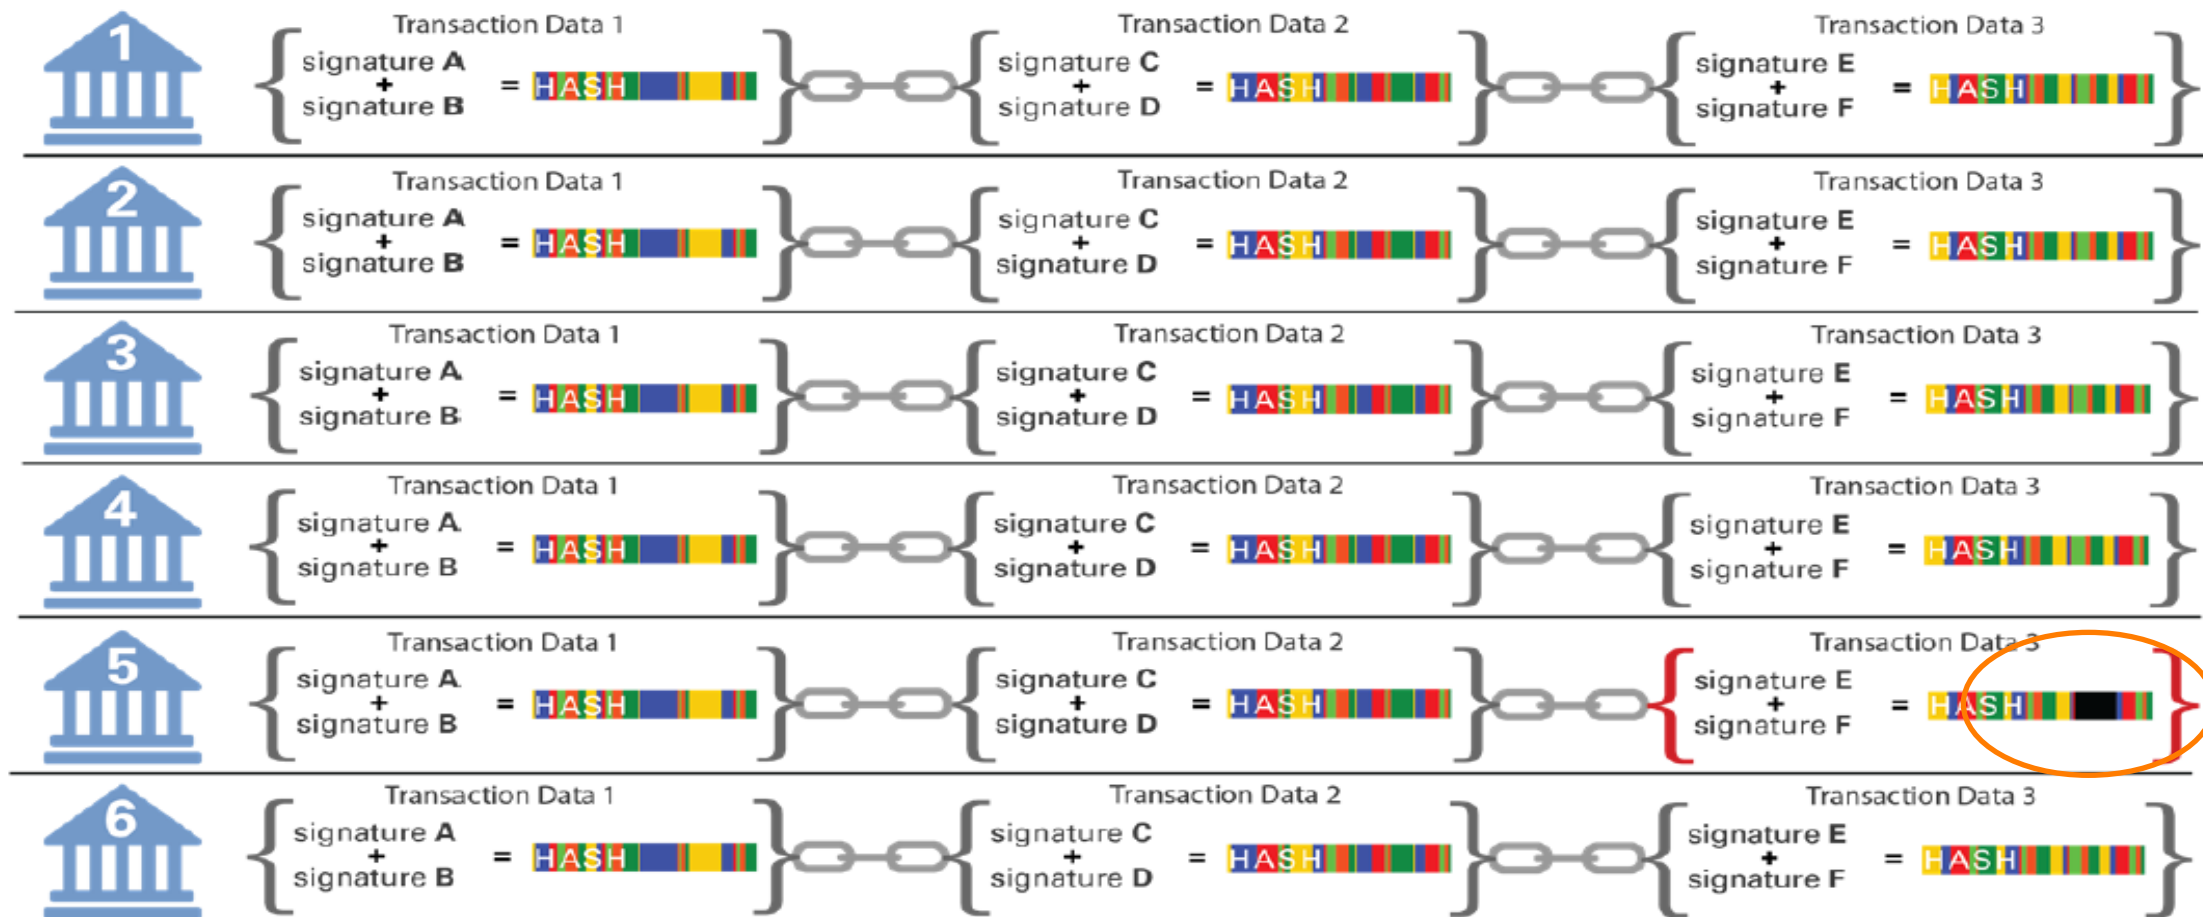 1
Transaction Data 1 Transaction Data 2 Transaction Data 3
signature A signature C signature E
+ = HASH + = HASH + = HASH
signature B signature D signature F
2
Transaction Data 1 Transaction Data 2 Transaction Data 3
signature A signature C signature E
+ = HASH + = HASH + = HASH
signature B signature D signature F
3
Transaction Data 1 Transaction Data 2 Transaction Data 3
signature A signature C signature E
+ = HASH + = HASH + = HASH
signature B signature D signature F
4
Transaction Data 1 Transaction Data 2 Transaction Data 3
signature A signature C signature E
+ = HASH + = HASH + = HASH
signature B signature D signature F
5
Transaction Data 1 Transaction Data 2 Transaction Data 3
signature A signature C signature E
+ = HASH + = HASH + = HASH
signature B signature D signature F
6
Transaction Data 1 Transaction Data 2 Transaction Data 3
signature A signature C signature E
+ = HASH + = HASH + = HASH
signature B signature D signature F